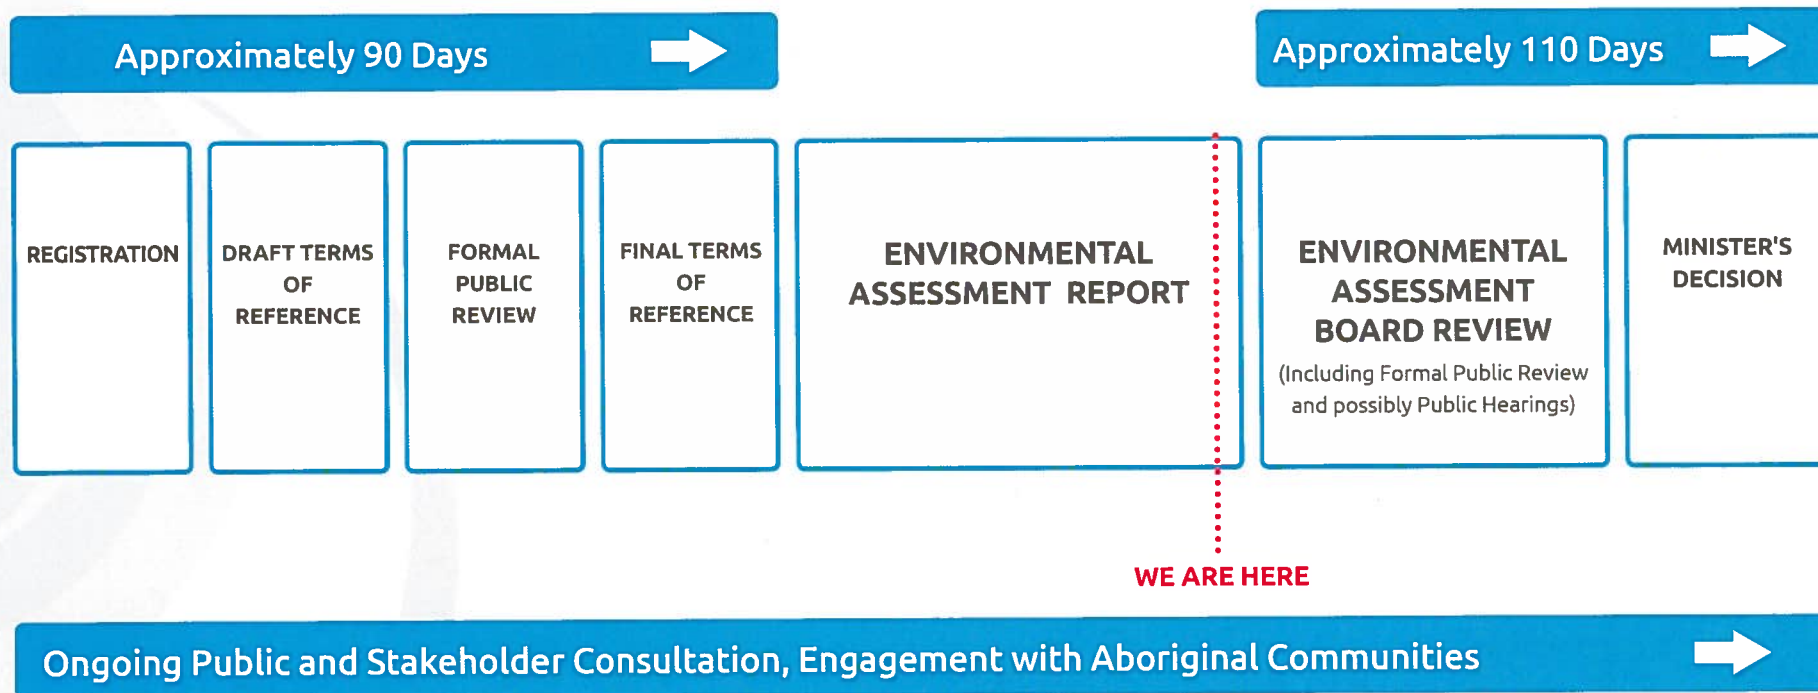 Approximately 90 Days
Approximately 110 Days
REGISTRATION
DRAFT TERMS
OF
REFERENCE
FORMAL
PUBLIC
REVIEW
FINAL TERMS
OF
REFERENCE
ENVIRONMENTAL
ASSESSMENT REPORT
ENVIRONMENTAL
ASSESSMENT
BOARD REVIEW
(Including Formal Public Review
and possibly Public Hearings)
MINISTER'S
DECISION
WE ARE HERE
Ongoing Public and Stakeholder Consultation, Engagement with Aboriginal Communities